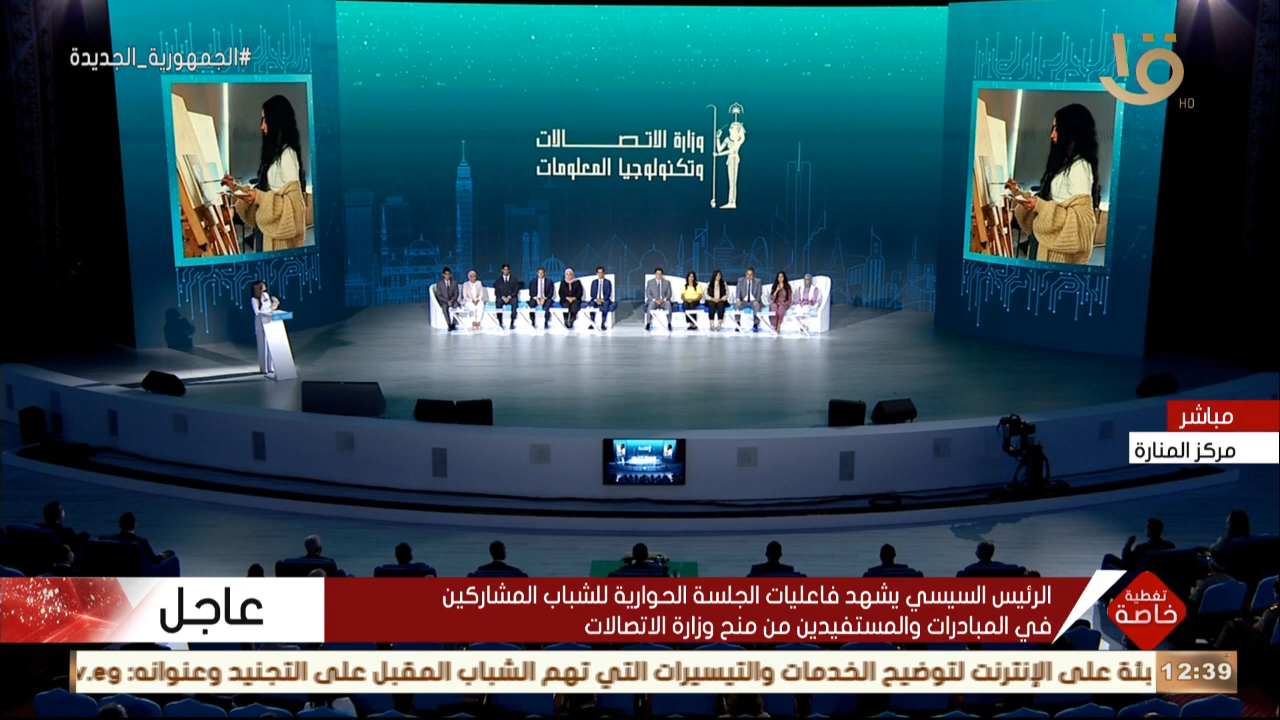 #الجمهورية_الجديدة
HD
وزارة الاتصالات
وتكنولوجيا المعلومات
مباشر
مركز المنارة
تغطية
خاصة
عاجل
الرئيس السيسي يشهد فاعليات الجلسة الحوارية للشباب المشاركين
في المبادرات والمستفيدين من منح وزارة الاتصالات
12:39
على الإنترنت لتوضيح الخدمات والتيسيرات التي تهم الشباب المقبل على التجنيد وعنوانه: v.eg